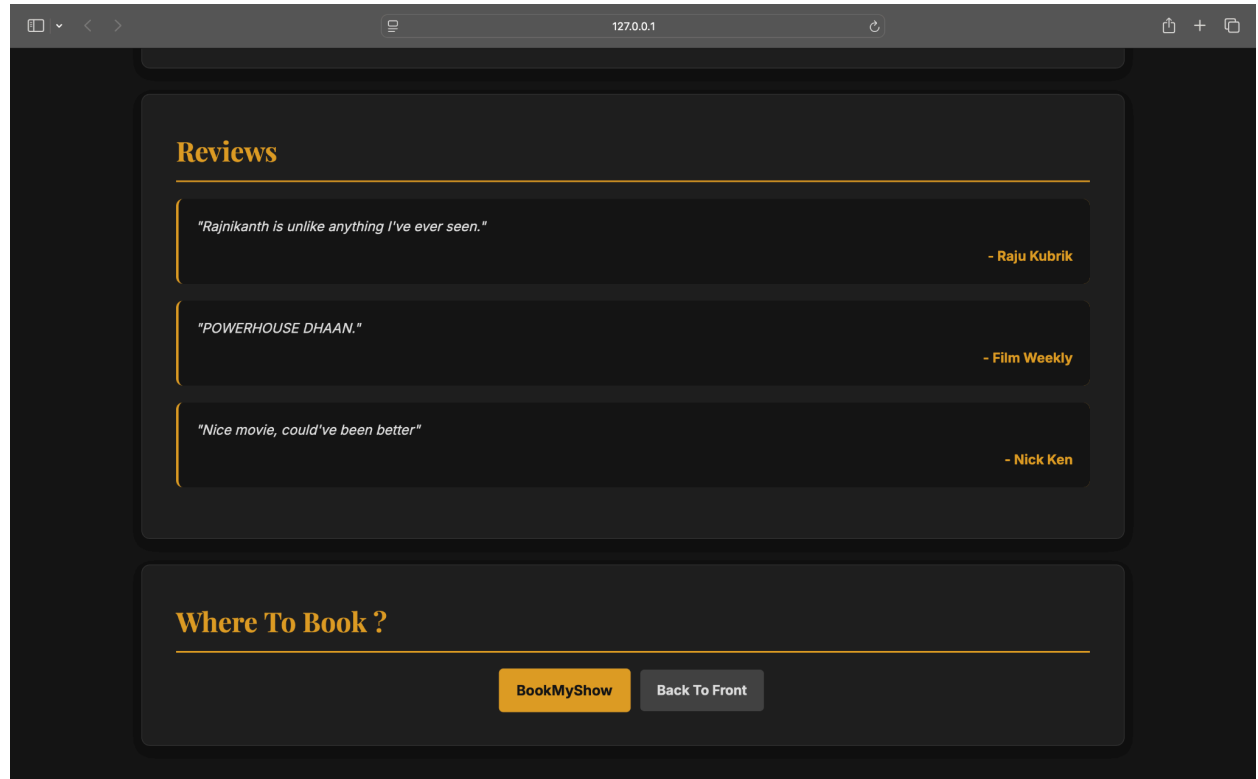 127.0.0.1
Reviews
"Rajnikanth is unlike anything I've ever seen."
- Raju Kubrik
"POWERHOUSE DHAAN."
- Film Weekly
"Nice movie, could've been better"
- Nick Ken
Where To Book ?
BookMyShow Back To Front